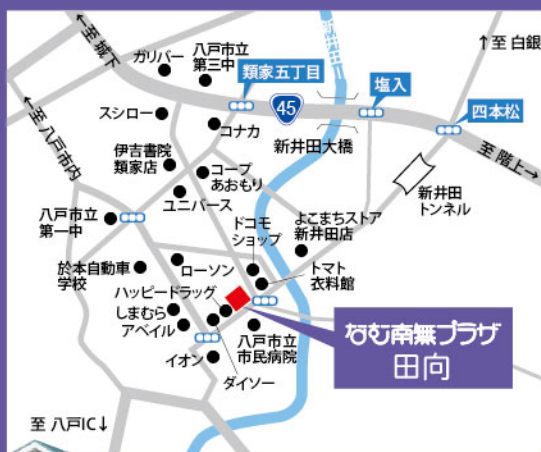 ←至 城下
ガリバー
八戸市立
第三中
類家五丁目
新井田川
塩入
↑至 白銀
四本松
スシロー
コナカ
45
新井田大橋
至 階上→
←至 八戸市内
伊吉書院
類家店
コープ
あおもり
ユニバース
新井田
トンネル
八戸市立
第一中
ドコモ
ショップ
よこまちストア
新井田店
於本自動車
学校
ローソン
トマト
衣料館
ハッピードラッグ
しまむら
アベイル
八戸市立
市民病院
イオン
ダイソー
なむ南無プラザ
田向
至 八戸IC↓